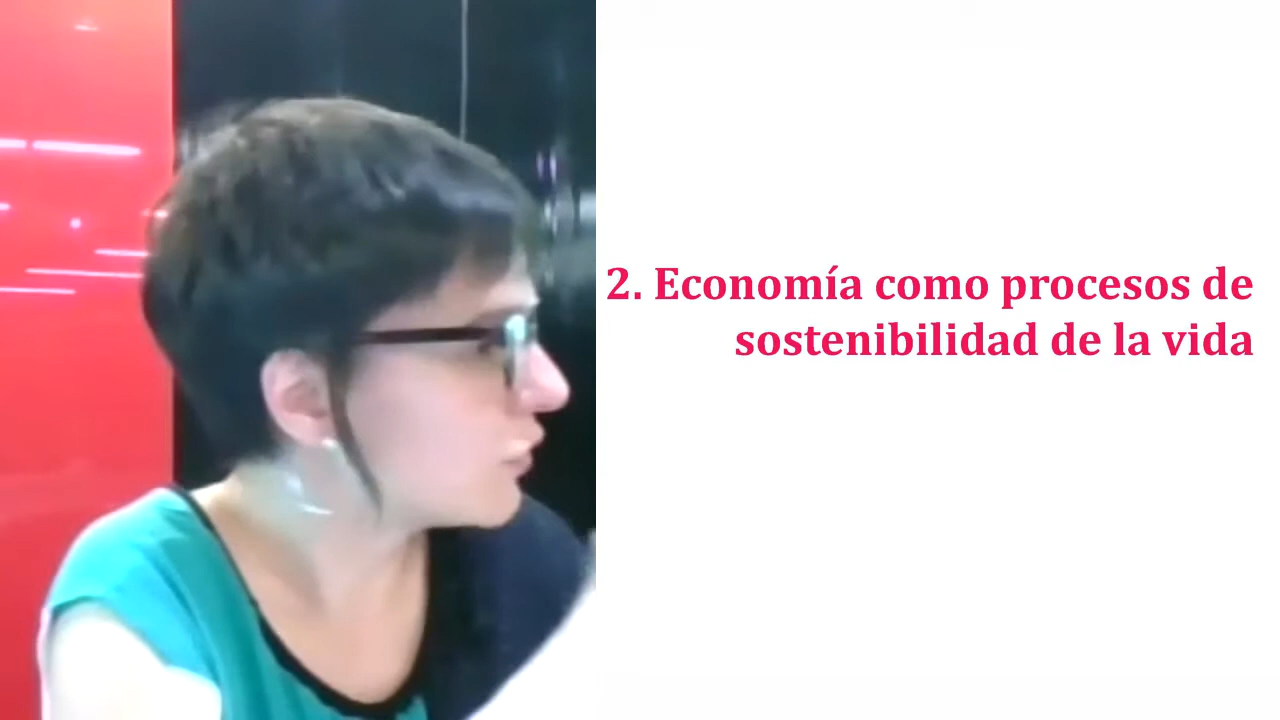 2. Economía como procesos de
sostenibilidad de la vida